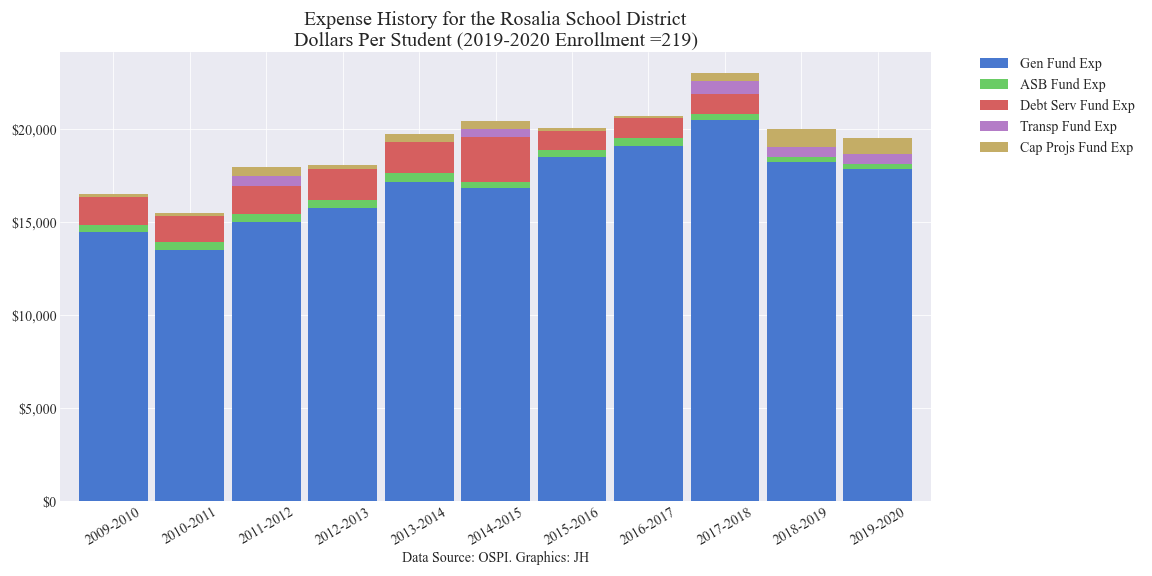 Expense History for the Rosalia School District
Dollars Per Student (2019-2020 Enrollment =219)
Gen Fund Exp
ASB Fund Exp
Debt Serv Fund Exp
Transp Fund Exp
Cap Projs Fund Exp
$20,000
$15,000
$10,000
$5,000
$0
2009-2010
2010-2011
2011-2012
2012-2013
2013-2014
2014-2015
2015-2016
2016-2017
2017-2018
2018-2019
2019-2020
Data Source: OSPI. Graphics: JH